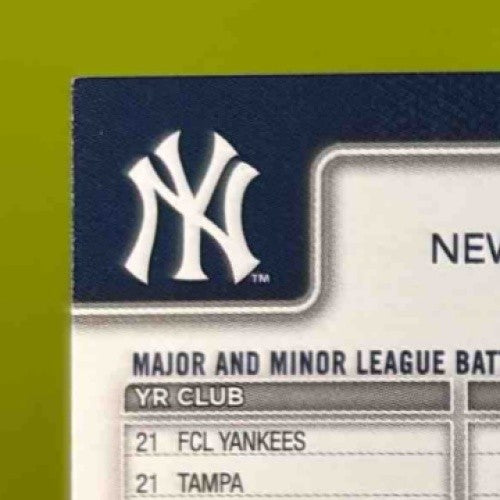 NY
TM
NEW
MAJOR AND MINOR LEAGUE BAT
YR CLUB
21 FCL YANKEES
21 TAMPA